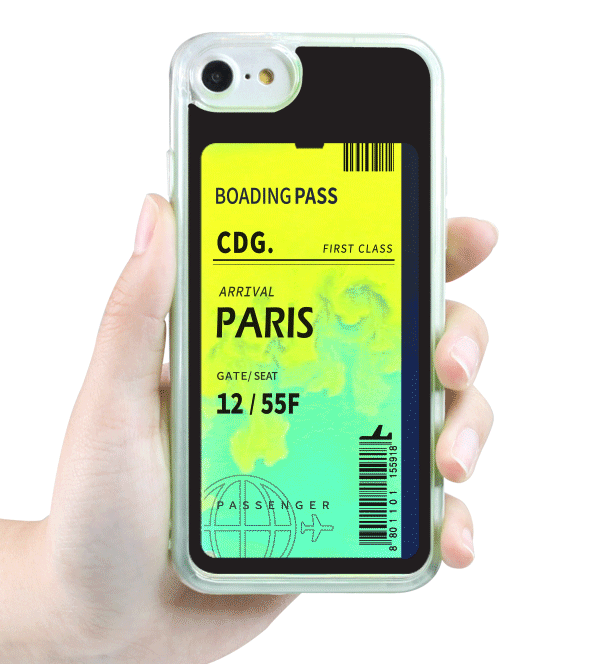 BOADING PASS
CDG.
FIRST CLASS
ARRIVAL
PARIS
GATE/SEAT
12 / 55F
PASSENGER
8 801101 155918